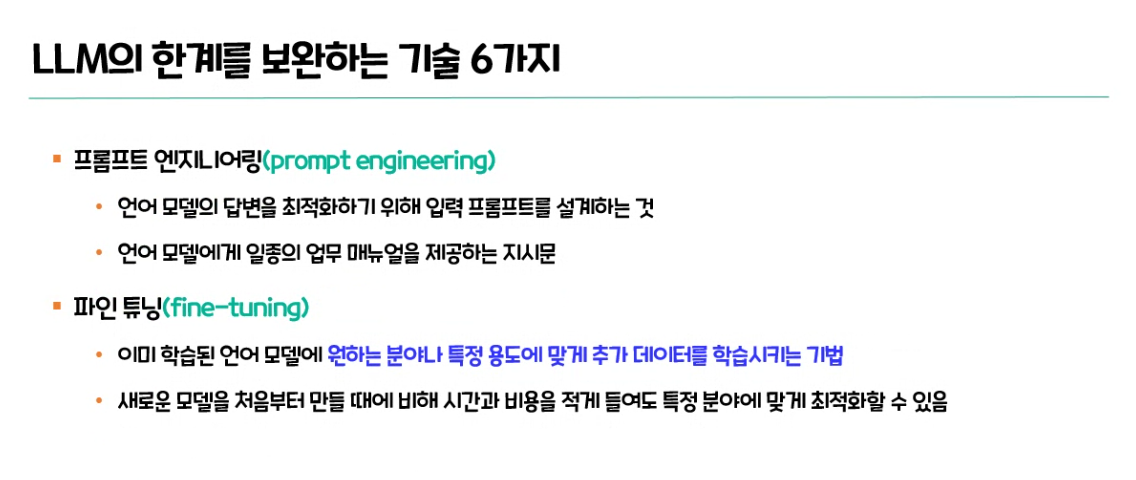 LLM의 한계를 보완하는 기술 6가지
▪ 프롬프트 엔지니어링(prompt engineering)
• 언어 모델의 답변을 최적화하기 위해 입력 프롬프트를 설계하는 것
• 언어 모델에게 일종의 업무 매뉴얼을 제공하는 지시문
▪ 파인 튜닝(fine-tuning)
• 이미 학습된 언어 모델에 원하는 분야나 특정 용도에 맞게 추가 데이터를 학습시키는 기법
• 새로운 모델을 처음부터 만들 때에 비해 시간과 비용을 적게 들여도 특정 분야에 맞게 최적화할 수 있음